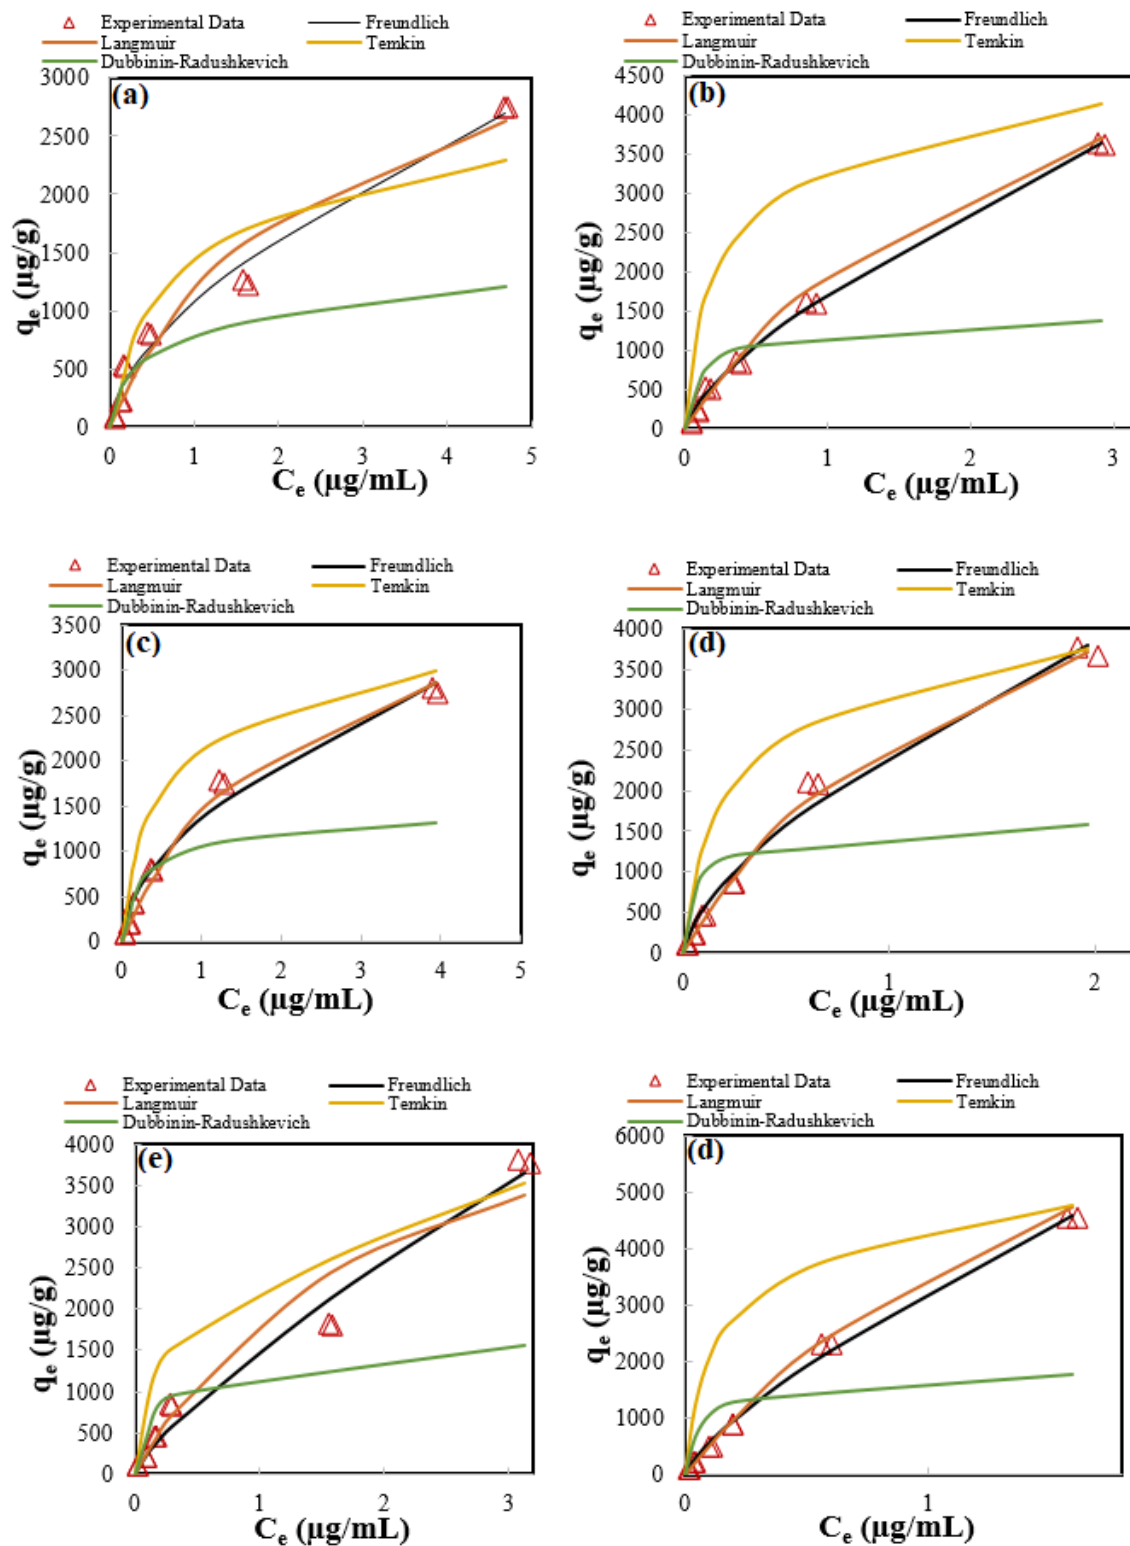 Experimental Data Freundlich
Langmuir Temkin
Dubbinin-Radushkevich
(a)
3000
2500
2000
1500
1000
500
0
qe (µg/g)
0 1 2 3 4 5
Ce (µg/mL)
Experimental Data Freundlich
Langmuir Temkin
Dubbinin-Radushkevich
(b)
4500
4000
3500
3000
2500
2000
1500
1000
500
0
qe (µg/g)
0 1 2 3
Ce (µg/mL)
Experimental Data Freundlich
Langmuir Temkin
Dubbinin-Radushkevich
(c)
3500
3000
2500
2000
1500
1000
500
0
qe (µg/g)
0 1 2 3 4 5
Ce (µg/mL)
Experimental Data Freundlich
Langmuir Temkin
Dubbinin-Radushkevich
(d)
4000
3500
3000
2500
2000
1500
1000
500
0
qe (µg/g)
0 1 2
Ce (µg/mL)
Experimental Data Freundlich
Langmuir Temkin
Dubbinin-Radushkevich
(e)
4000
3500
3000
2500
2000
1500
1000
500
0
qe (µg/g)
0 1 2 3
Ce (µg/mL)
Experimental Data Freundlich
Langmuir Temkin
Dubbinin-Radushkevich
(d)
6000
5000
4000
3000
2000
1000
0
qe (µg/g)
0 1
Ce (µg/mL)